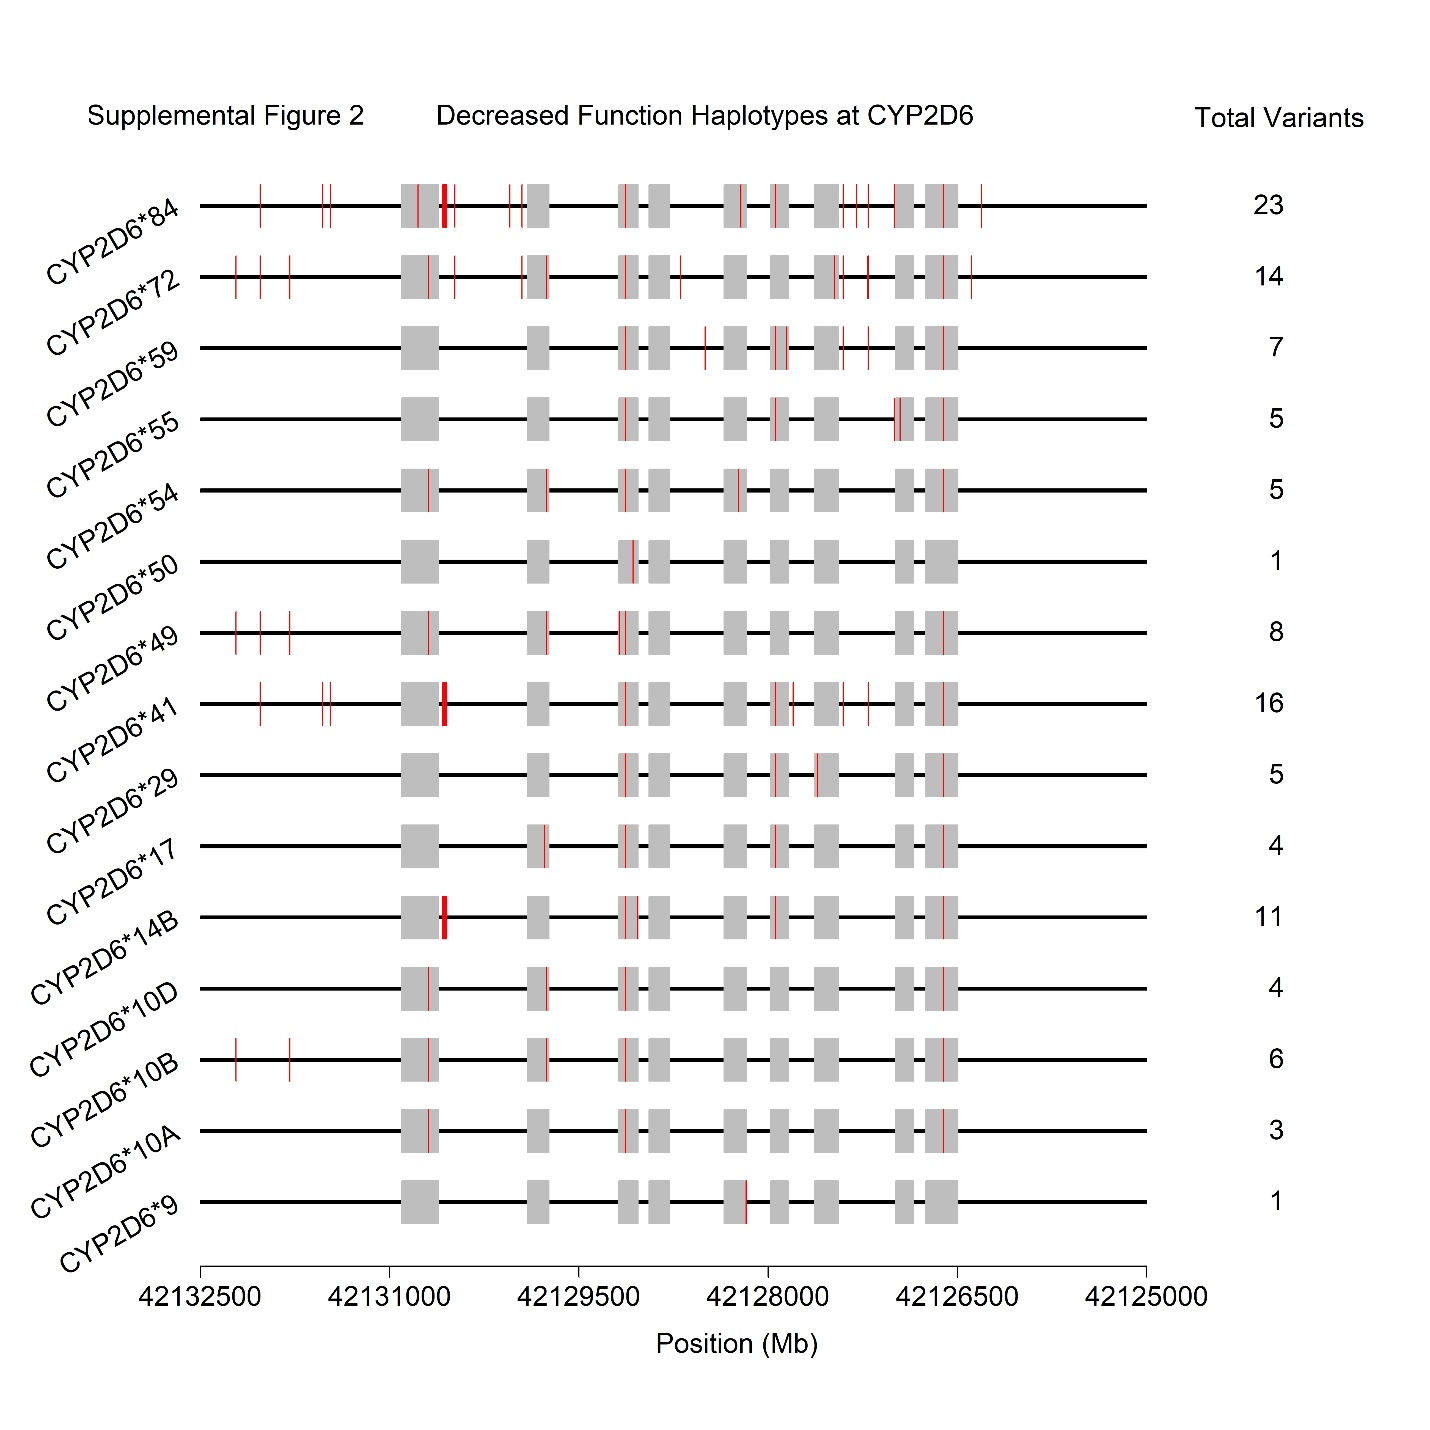 Supplemental Figure 2 Decreased Function Haplotypes at CYP2D6 Total Variants
CYP2D6*84 23
CYP2D6*72 14
CYP2D6*59 7
CYP2D6*55 5
CYP2D6*54 5
CYP2D6*50 1
CYP2D6*49 8
CYP2D6*41 16
CYP2D6*29 5
CYP2D6*17 4
CYP2D6*14B 11
CYP2D6*10D 4
CYP2D6*10B 6
CYP2D6*10A 3
CYP2D6*9 1
42132500 42131000 42129500 42128000 42126500 42125000
Position (Mb)